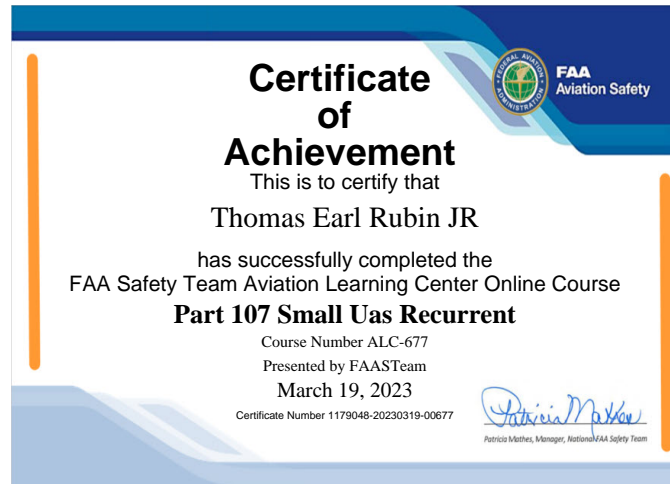 Certificate
of
Achievement
FEDERAL AVIATION
ADMINISTRATION
FAA
Aviation Safety
This is to certify that
Thomas Earl Rubin JR
has successfully completed the
FAA Safety Team Aviation Learning Center Online Course
Part 107 Small Uas Recurrent
Course Number ALC-677
Presented by FAASTeam
March 19, 2023
Certificate Number 1179048-20230319-00677
Patricia Mathes
Patricia Mathes, Manager, National FAA Safety Team